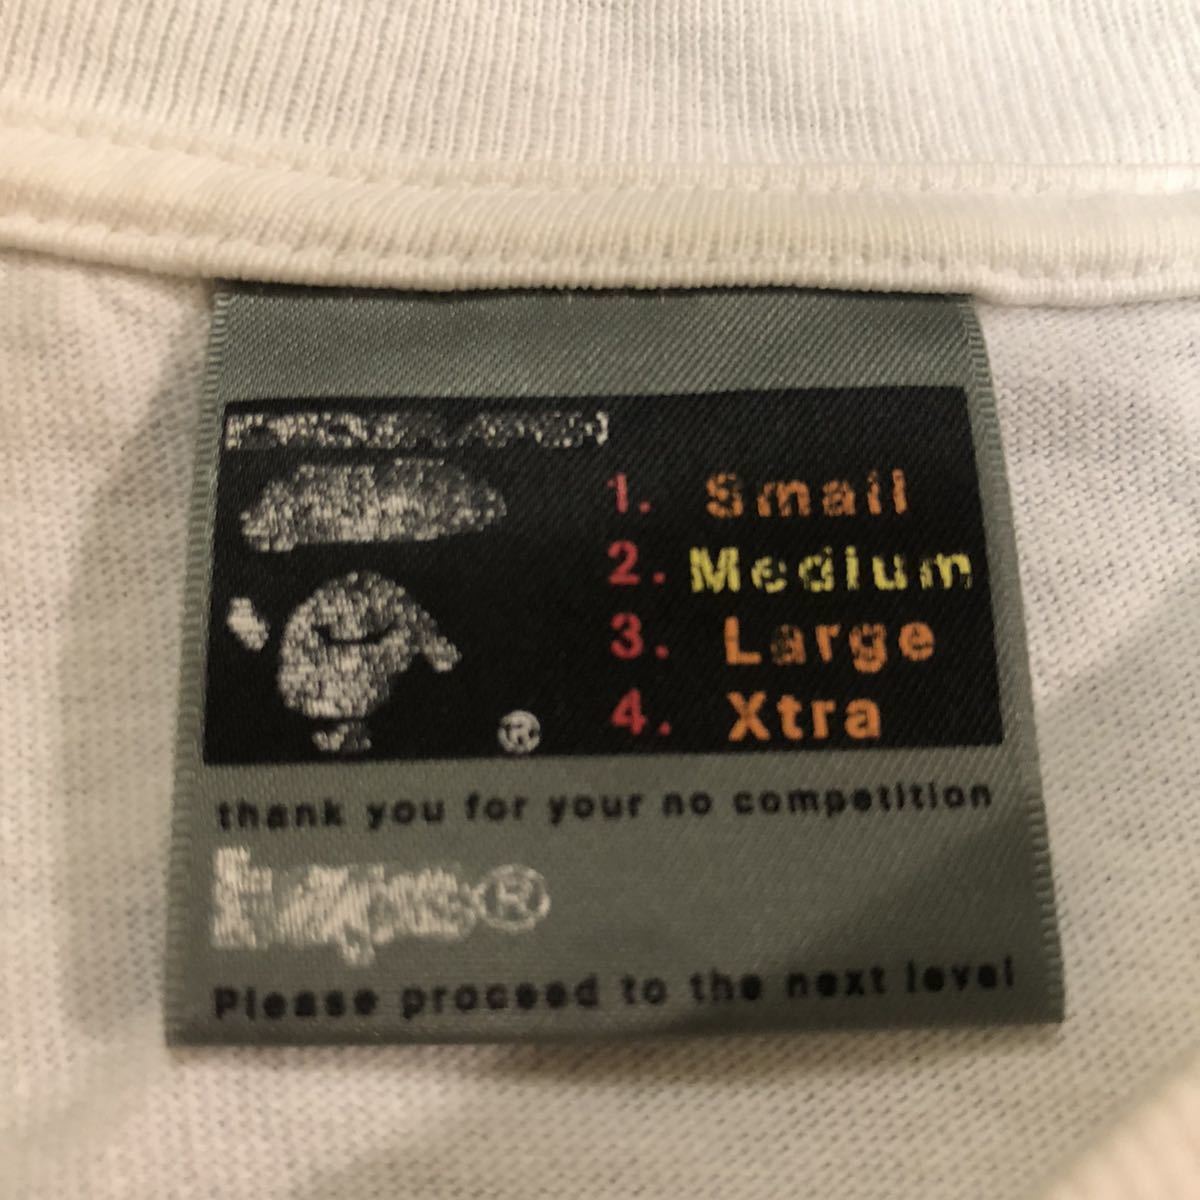 1. Small
2. Medium
3. Large
4. Xtra
®
thank you for your no competition
®
Please proceed to the next level